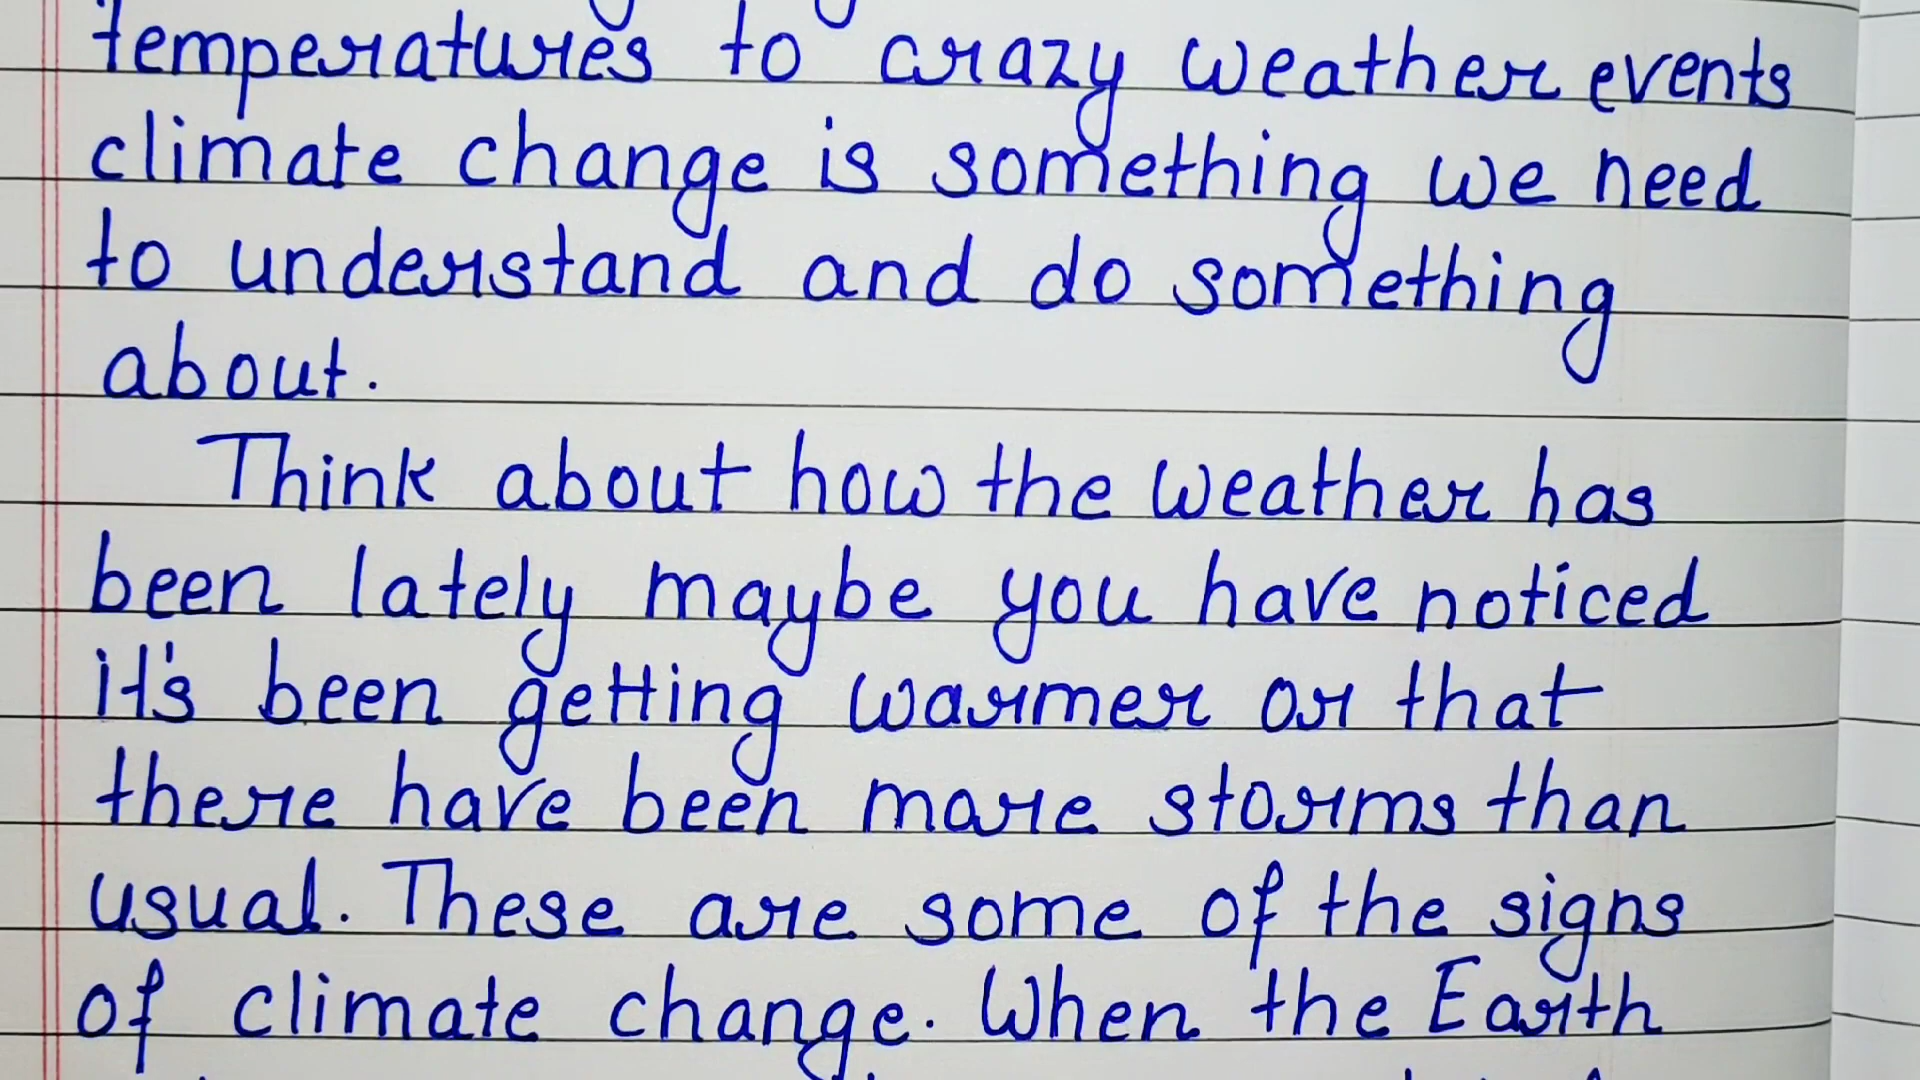 temperatures to crazy weather events
climate change is something we need
to understand and do something
about.
Think about how the weather has
been lately maybe you have noticed
it's been getting warmer or that
there have been more storms than
usual. These are some of the signs
of climate change. When the Earth